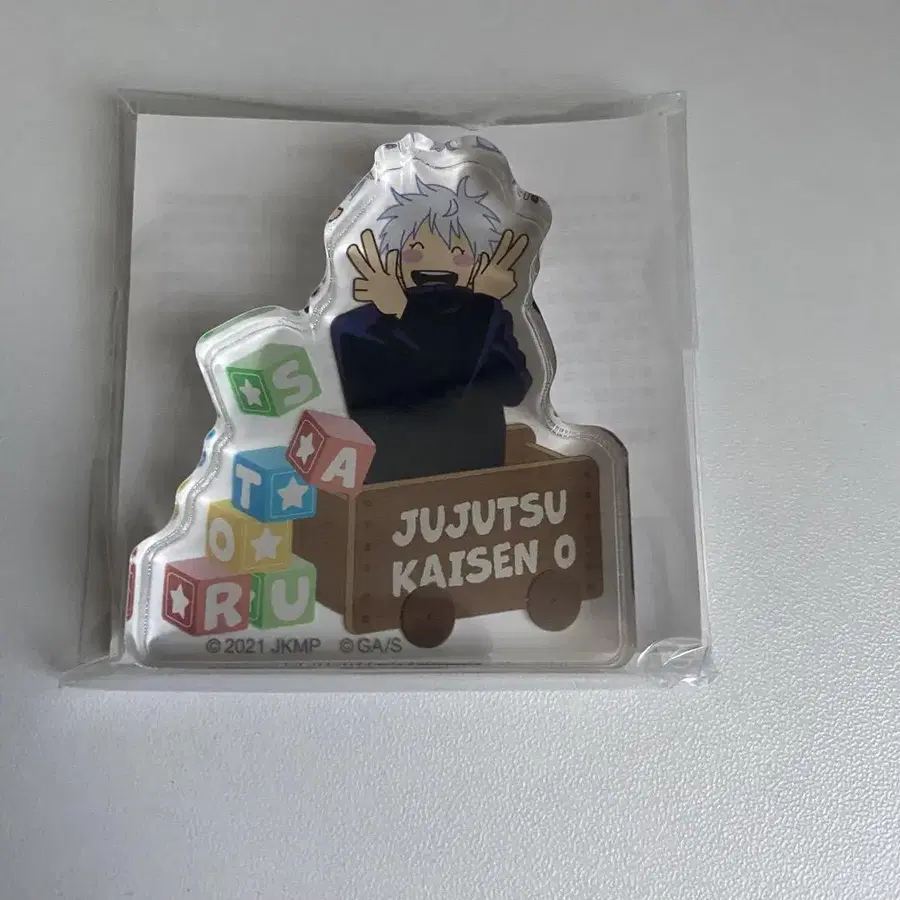 S
A
T
O
R U
JUJUTSU
KAISEN 0
© 2021 JKMP © GA/S